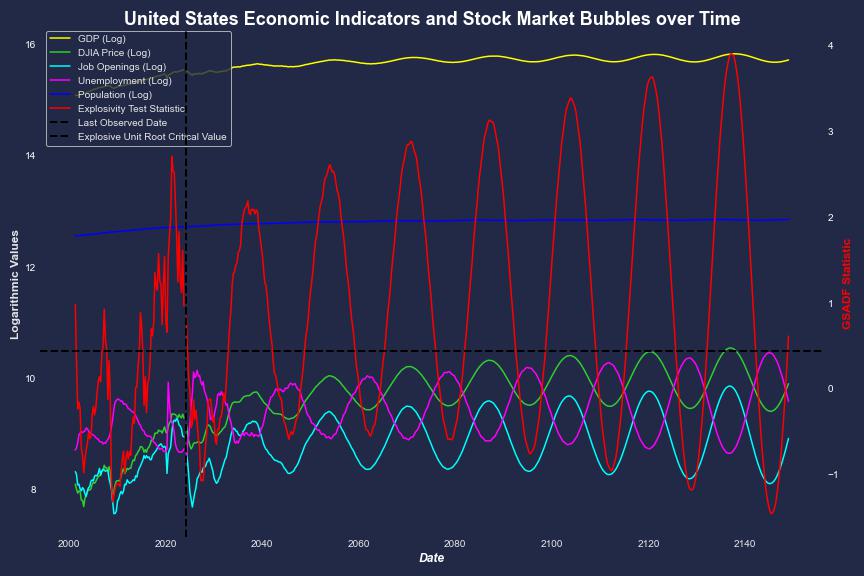 United States Economic Indicators and Stock Market Bubbles over Time
GDP (Log)
DJIA Price (Log)
Job Openings (Log)
Unemployment (Log)
Population (Log)
Explosivity Test Statistic
Last Observed Date
Explosive Unit Root Critical Value
16
14
12
10
8
Logarithmic Values
4
3
2
1
0
−1
GSADF Statistic
2000
2020
2040
2060
2080
2100
2120
2140
Date